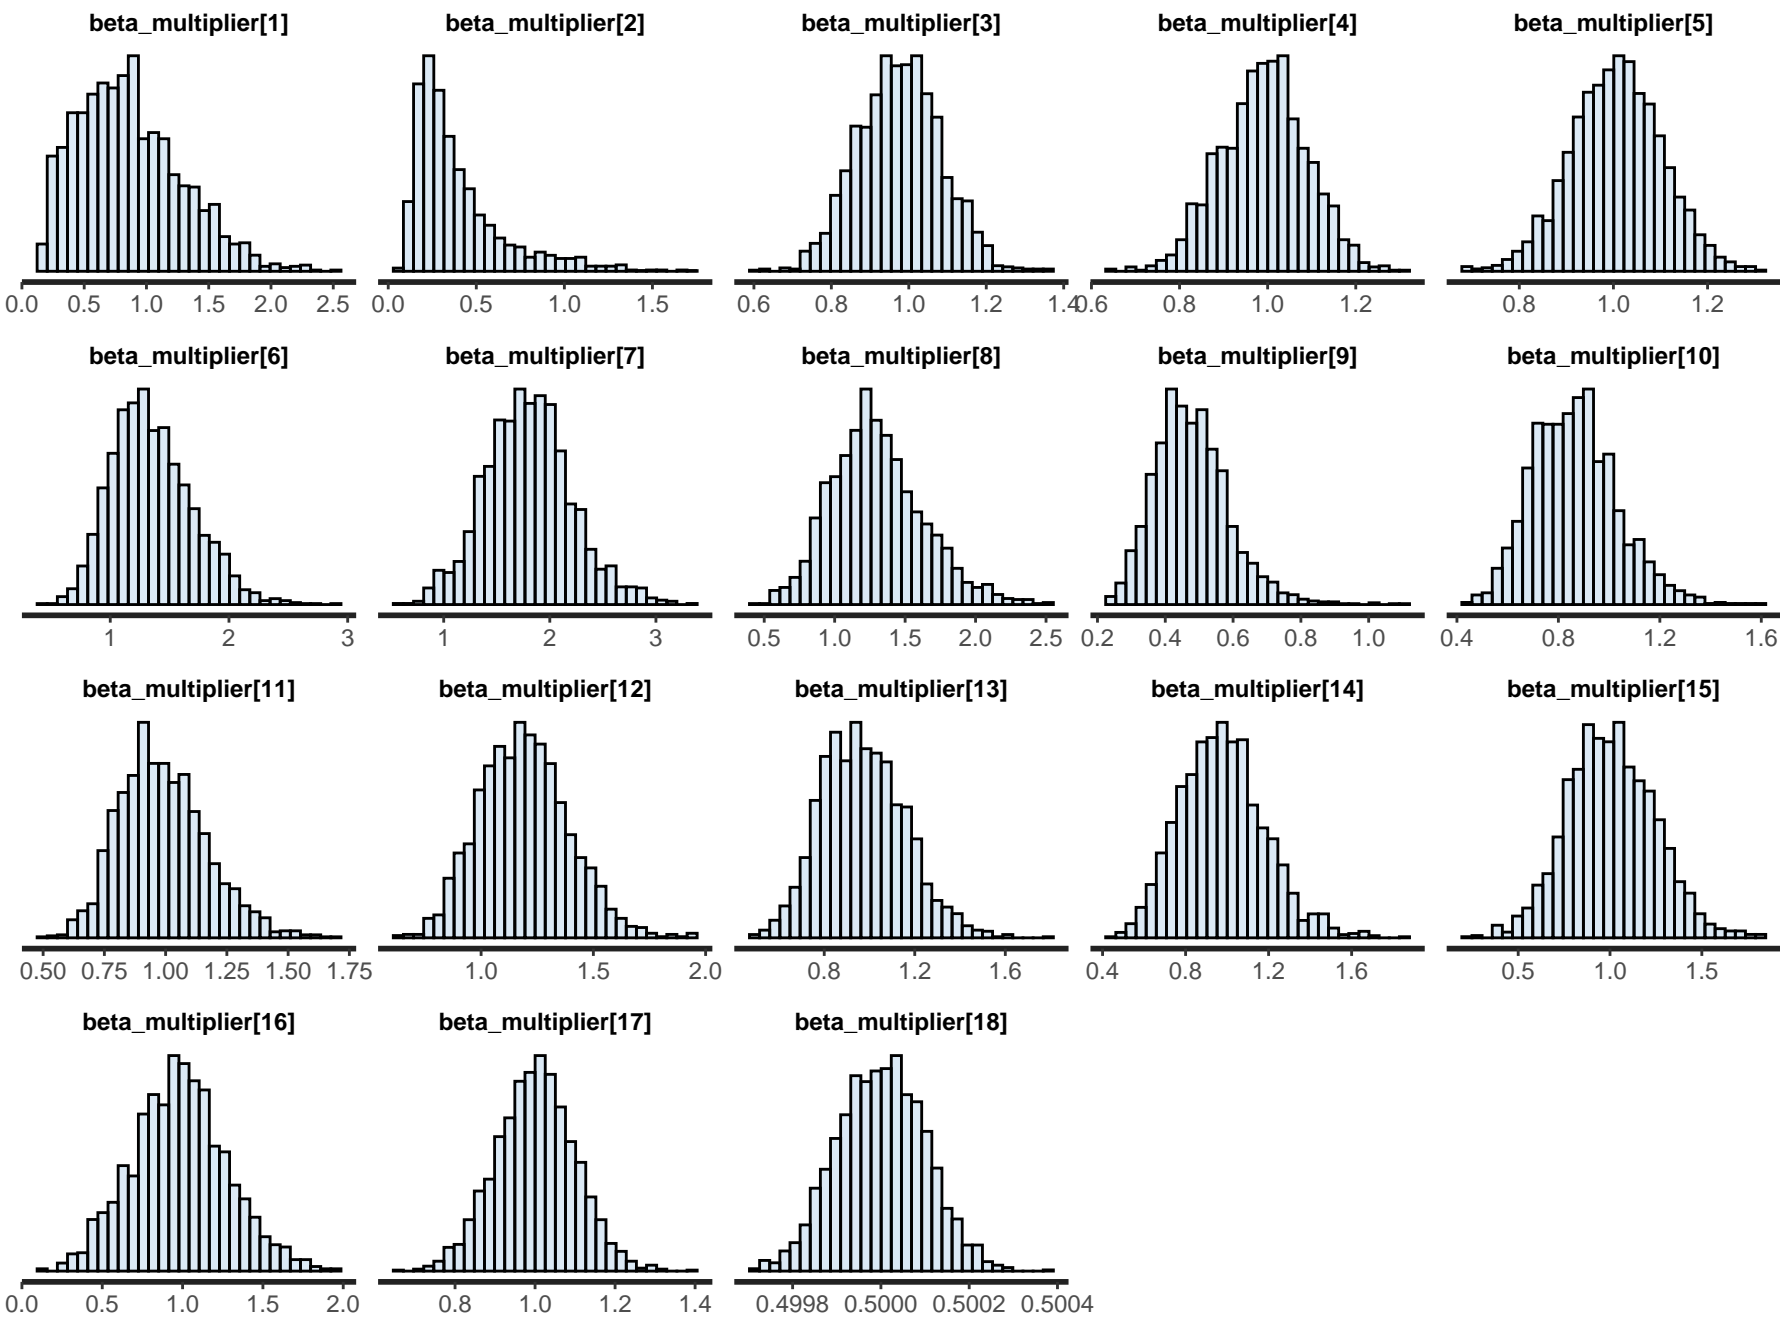 beta_multiplier[1] beta_multiplier[2] beta_multiplier[3] beta_multiplier[4] beta_multiplier[5]
0.0 0.5 1.0 1.5 2.0 2.5 0.0 0.5 1.0 1.5 0.6 0.8 1.0 1.2 1.4 0.6 0.8 1.0 1.2 0.8 1.0 1.2
beta_multiplier[6] beta_multiplier[7] beta_multiplier[8] beta_multiplier[9] beta_multiplier[10]
1 2 3 1 2 3 0.5 1.0 1.5 2.0 2.5 0.2 0.4 0.6 0.8 1.0 0.4 0.8 1.2 1.6
beta_multiplier[11] beta_multiplier[12] beta_multiplier[13] beta_multiplier[14] beta_multiplier[15]
0.50 0.75 1.00 1.25 1.50 1.75 1.0 1.5 2.0 0.8 1.2 1.6 0.4 0.8 1.2 1.6 0.5 1.0 1.5
beta_multiplier[16] beta_multiplier[17] beta_multiplier[18]
0.0 0.5 1.0 1.5 2.0 0.8 1.0 1.2 1.4 0.4998 0.5000 0.5002 0.5004